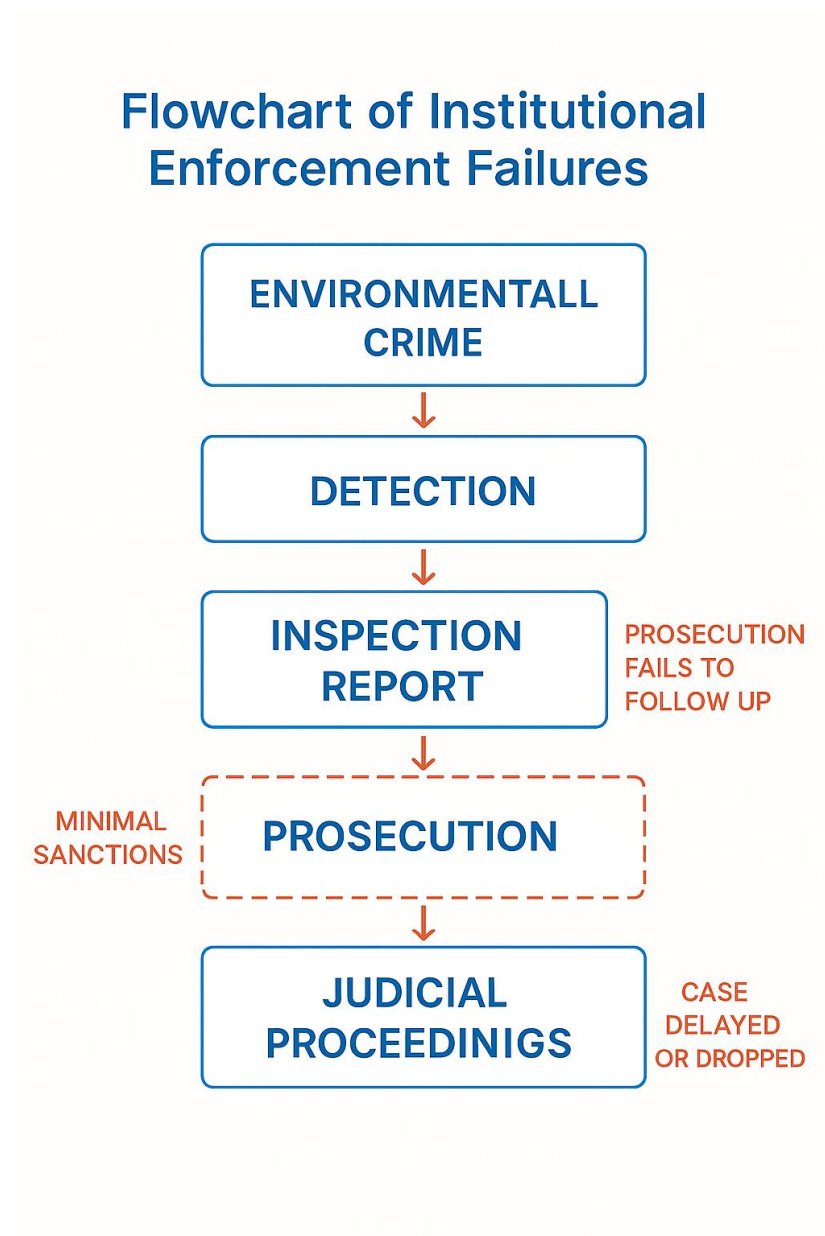 Flowchart of Institutional
Enforcement Failures
ENVIRONMENTALL
CRIME
DETECTION
INSPECTION
REPORT
PROSECUTION
FAILS TO
FOLLOW UP
MINIMAL
SANCTIONS
PROSECUTION
JUDICIAL
PROCEEDINIGS
CASE
DELAYED
OR DROPPED